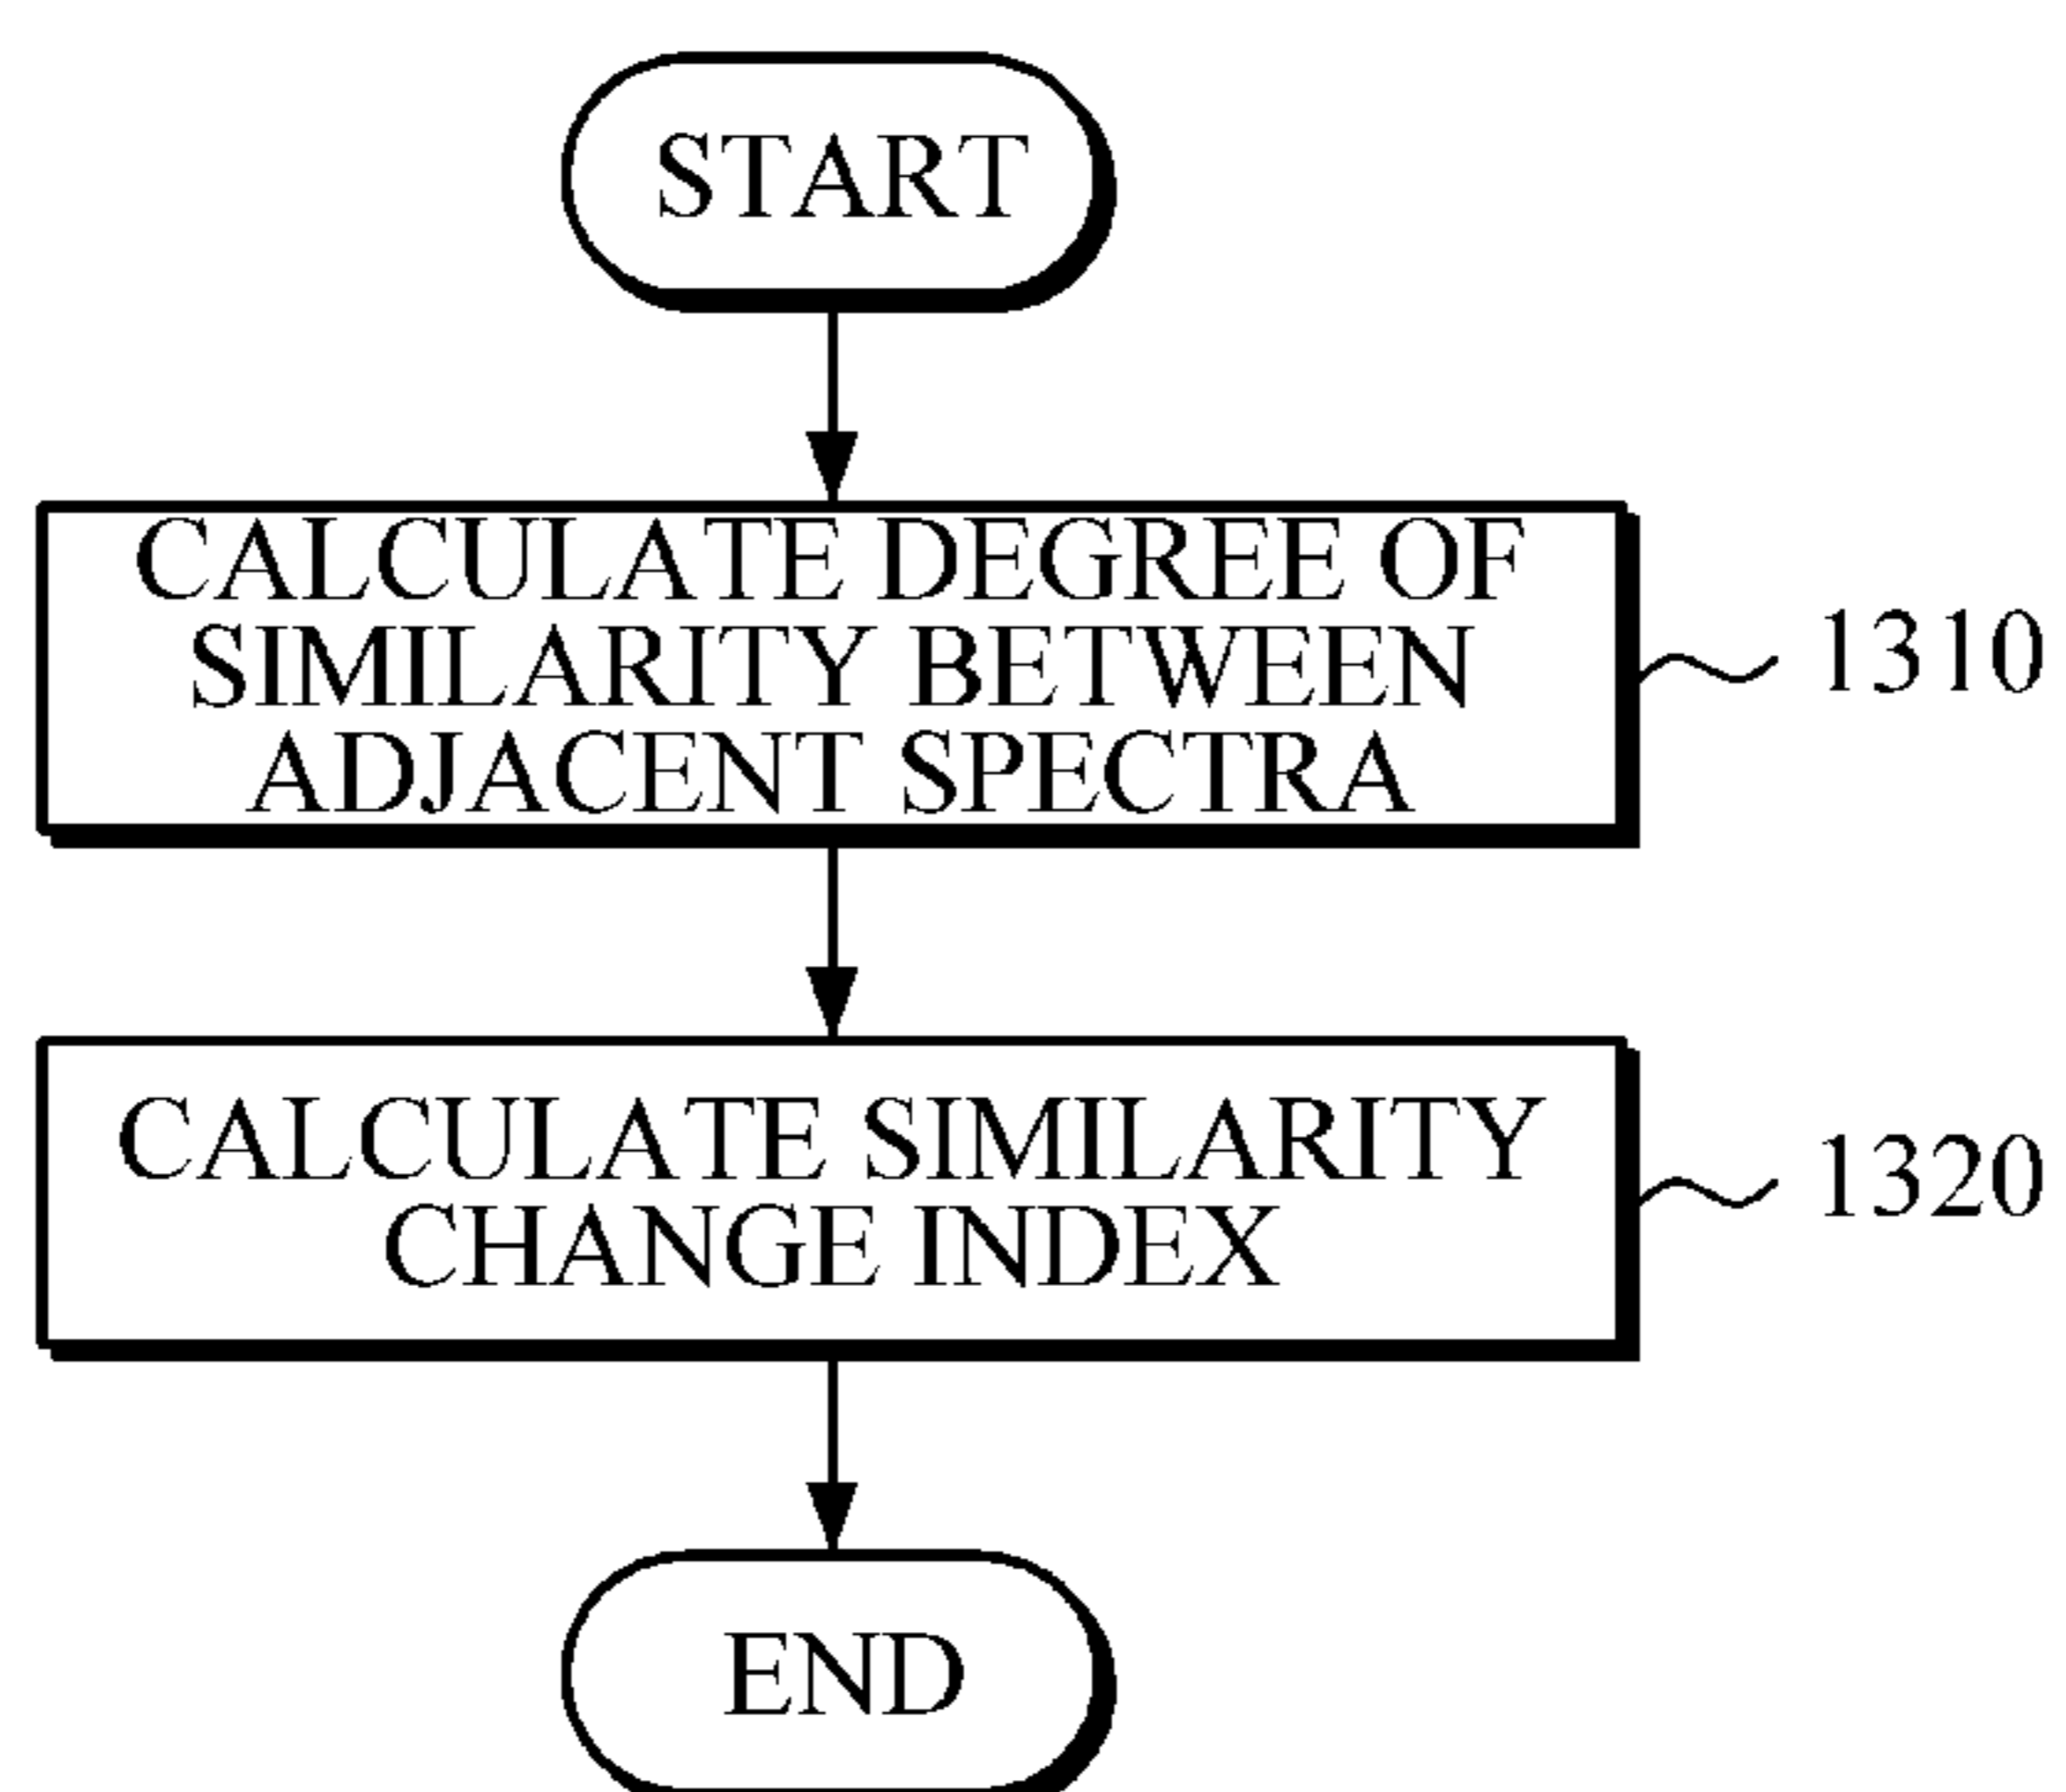 START
CALCULATE DEGREE OF
SIMILARITY BETWEEN
ADJACENT SPECTRA
1310
CALCULATE SIMILARITY
CHANGE INDEX
1320
END